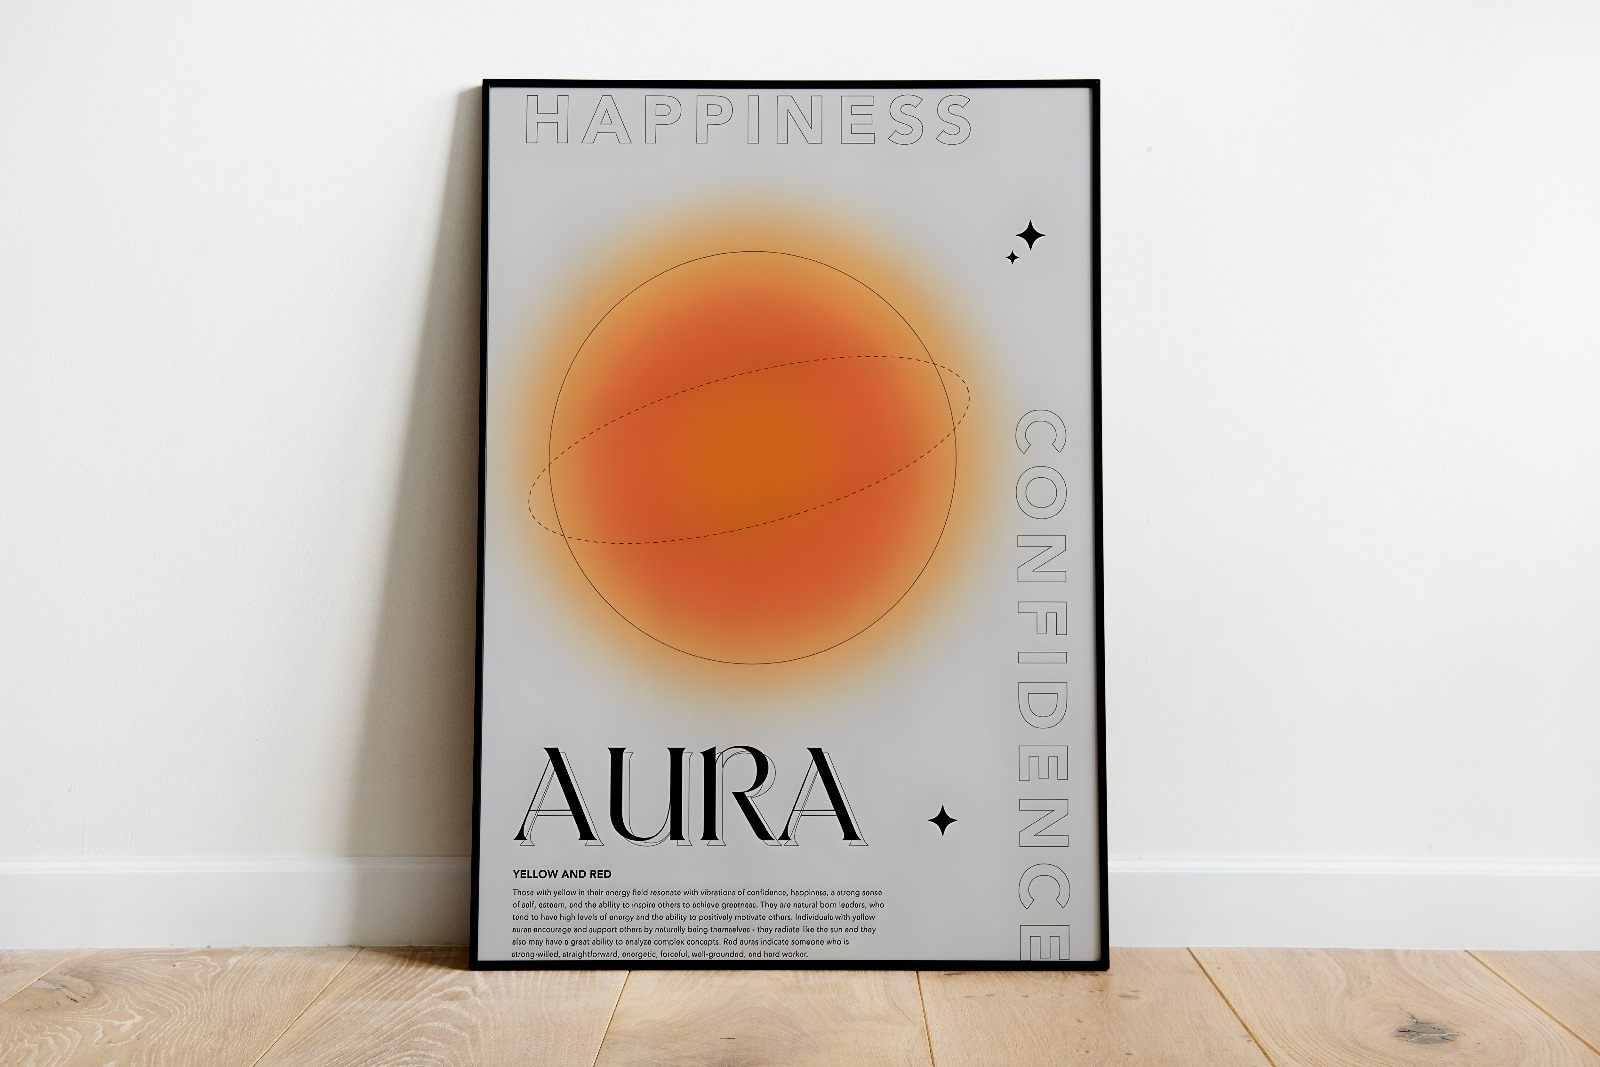 HAPPINESS
CONFIDENCE
AURA
YELLOW AND RED
Those with yellow in their energy field resonate with vibrations of confidence, happiness, a strong sense
of self, esteem, and the ability to inspire others to achieve greatness. They are natural born leaders, who
tend to have high levels of energy and the ability to positively motivate others. Individuals with yellow
auras encourage and support others by naturally being themselves - they radiate like the sun and they
also may have a great ability to analyze complex concepts. Red auras indicate someone who is
strong-willed, straightforward, energetic, forceful, well-grounded, and hard worker.